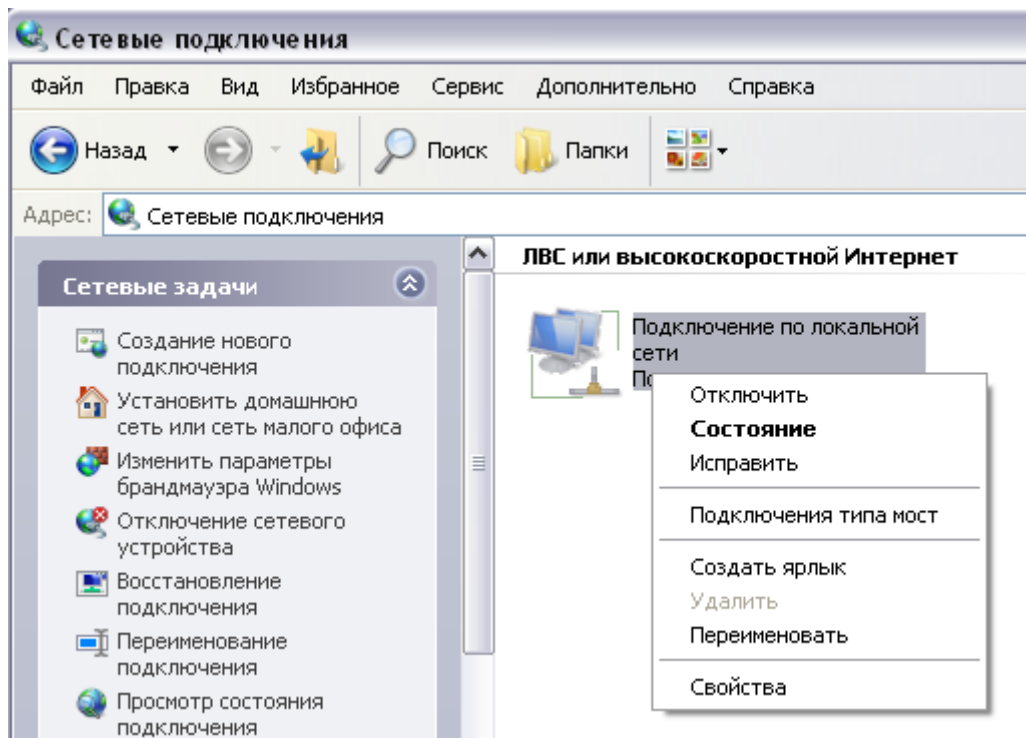 Сетевые подключения
Файл Правка Вид Избранное Сервис Дополнительно Справка
Назад Поиск Папки
Адрес: Сетевые подключения
Сетевые задачи
Создание нового
подключения
Установить домашнюю
сеть или сеть малого офиса
Изменить параметры
брандмауэра Windows
Отключение сетевого
устройства
Восстановление
подключения
Переименование
подключения
Просмотр состояния
подключения
ЛВС или высокоскоростной Интернет
Подключение по локальной
сети
Отключить
Состояние
Исправить
Подключения типа мост
Создать ярлык
Удалить
Переименовать
Свойства